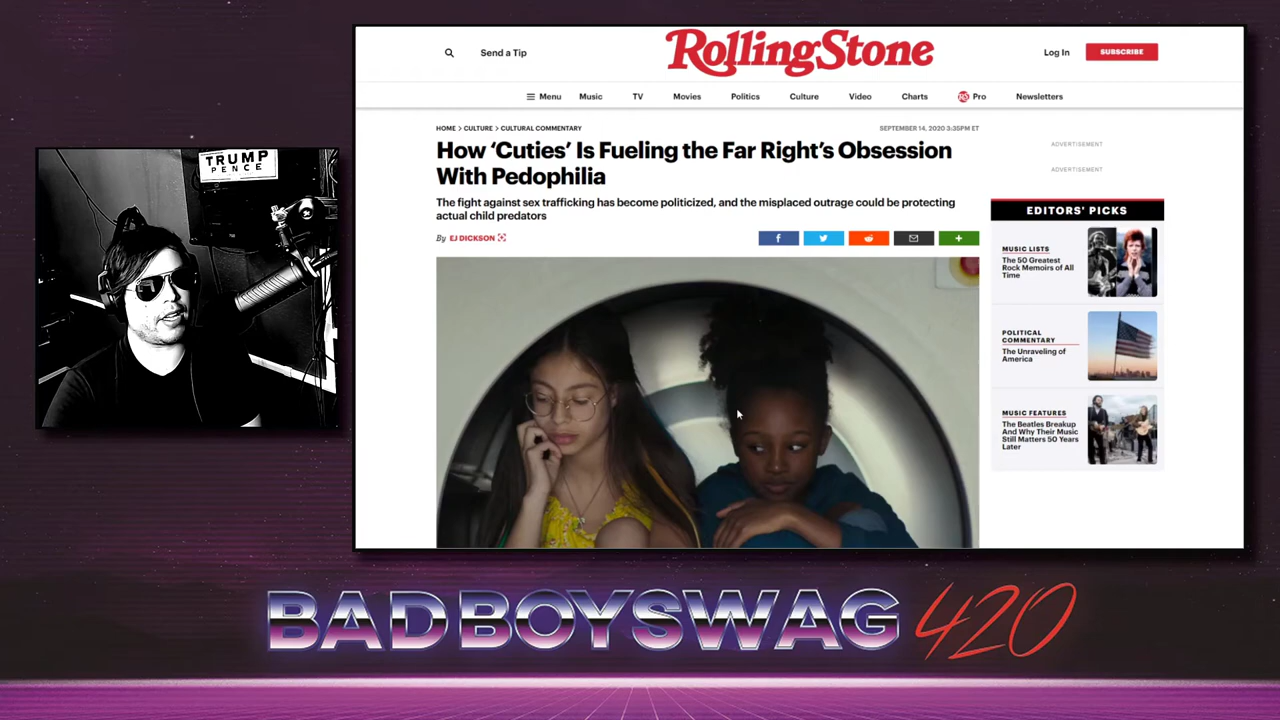 TRUMP
PENCE
Send a Tip
RollingStone
Log In
SUBSCRIBE
Menu
Music
TV
Movies
Politics
Culture
Video
Charts
RS Pro
Newsletters
HOME > CULTURE > CULTURAL COMMENTARY
SEPTEMBER 14, 2020 3:35PM ET
How ‘Cuties’ Is Fueling the Far Right’s Obsession
With Pedophilia
The fight against sex trafficking has become politicized, and the misplaced outrage could be protecting
actual child predators
By EJ DICKSON
ADVERTISEMENT
ADVERTISEMENT
EDITORS' PICKS
MUSIC LISTS
The 50 Greatest
Rock Memoirs of All
Time
POLITICAL
COMMENTARY
The Unraveling of
America
MUSIC FEATURES
The Beatles Breakup
And Why Their Music
Still Matters 50 Years
Later
BADBOYSWAG 420